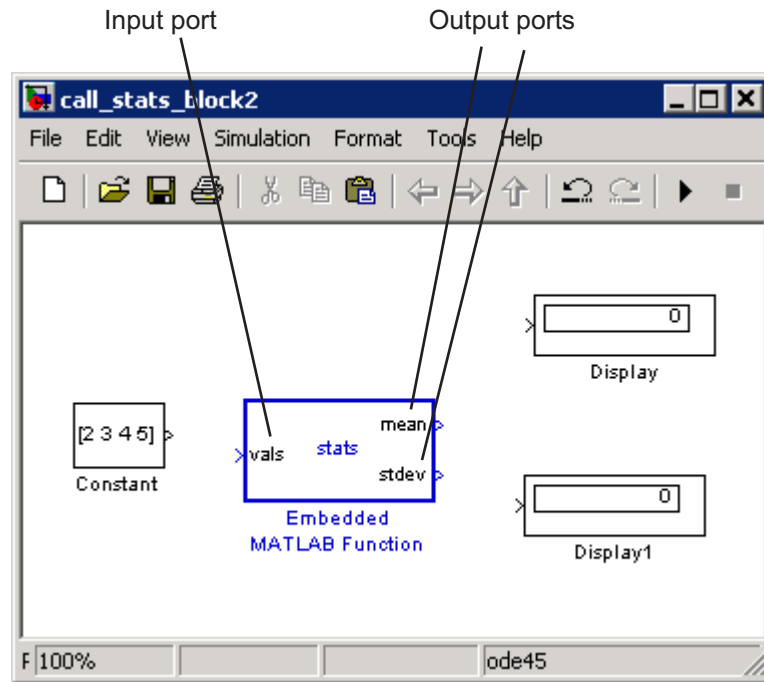 Input port
Output ports
call_stats_block2
File Edit View Simulation Format Tools Help
0
Display
[2 3 4 5]
Constant
vals
stats
mean
stdev
Embedded
MATLAB Function
0
Display1
F 100%
ode45